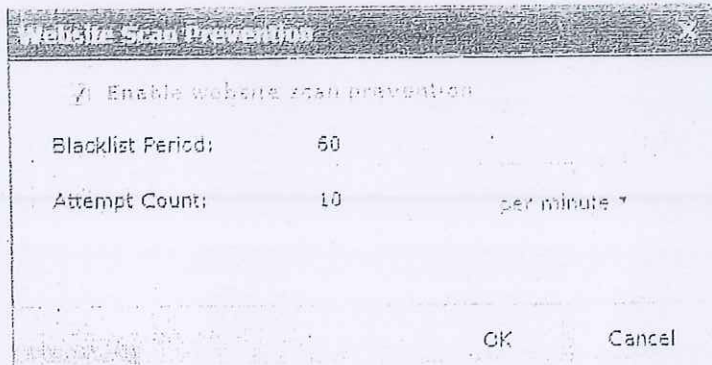 Website Scan Prevention X
Enable website scan prevention
Blacklist Period: 60
Attempt Count: 10 per minute
OK Cancel